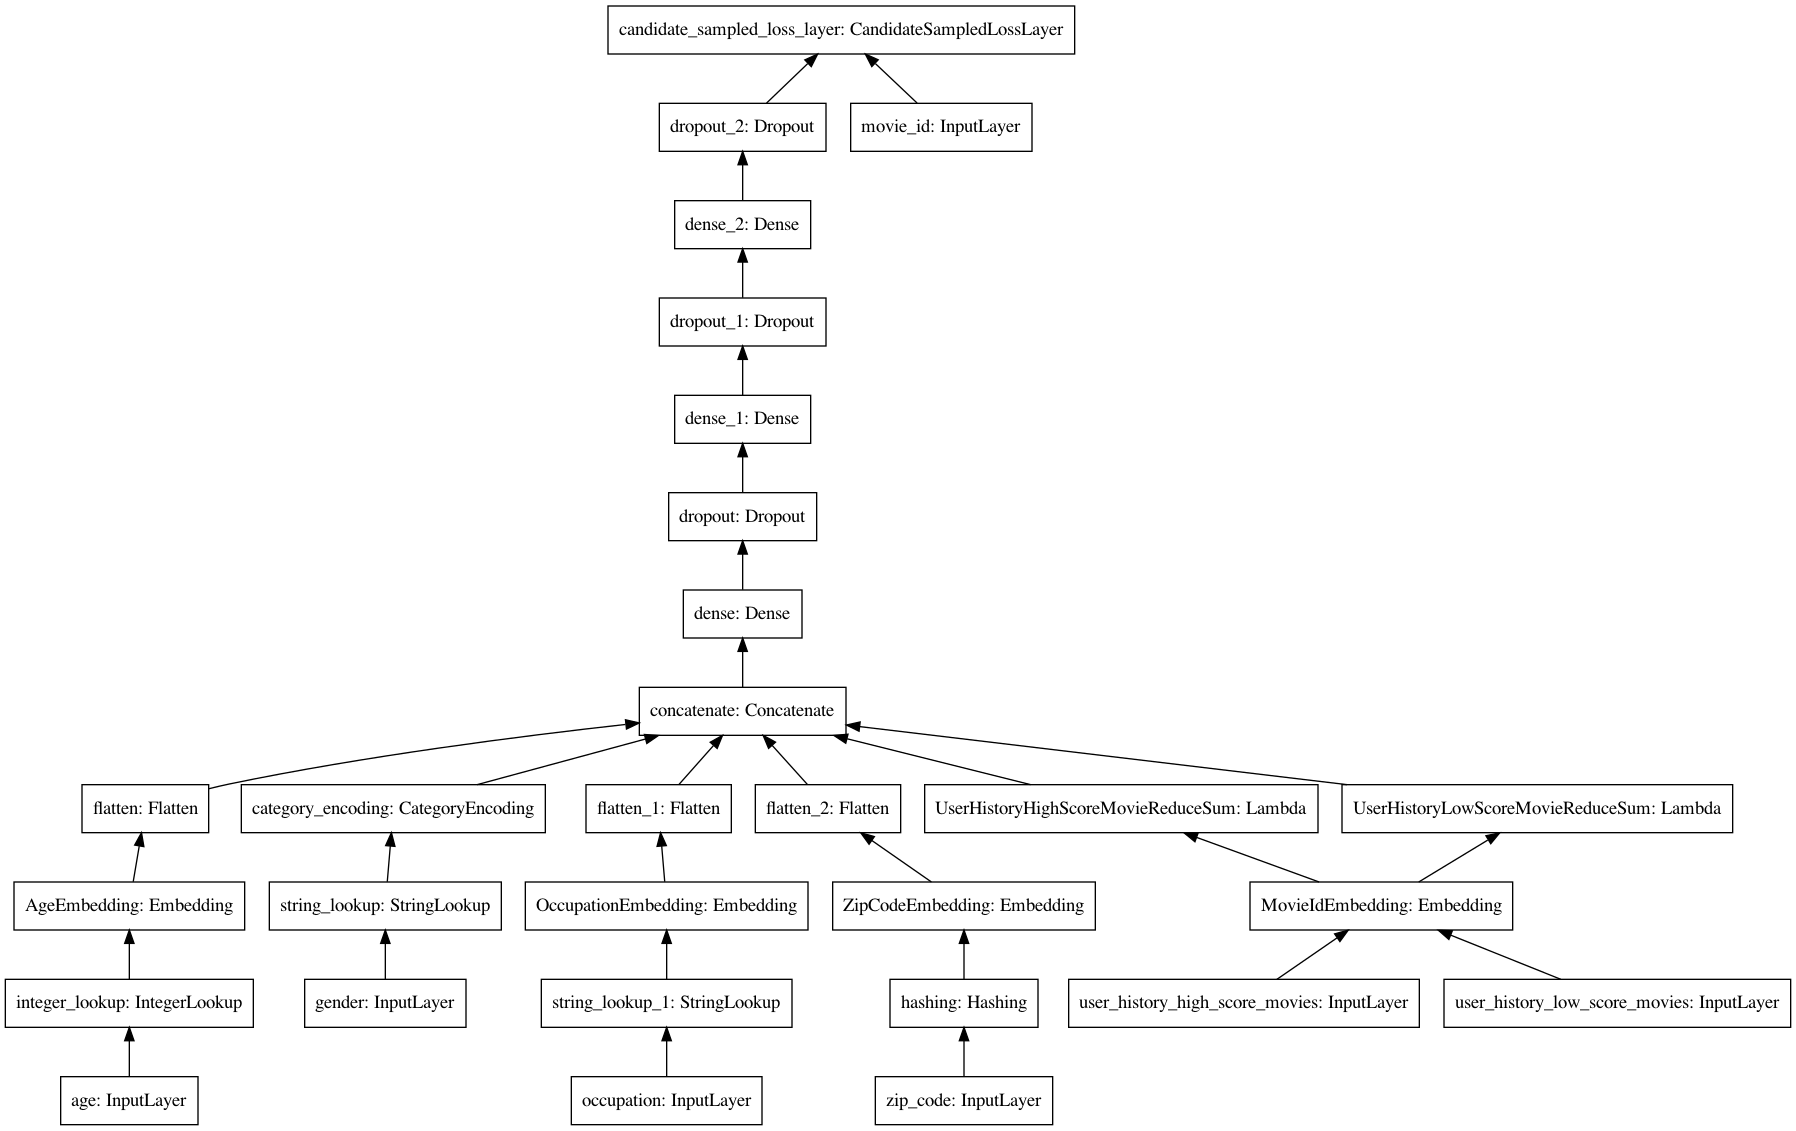 candidate_sampled_loss_layer: CandidateSampledLossLayer
dropout_2: Dropout
movie_id: InputLayer
dense_2: Dense
dropout_1: Dropout
dense_1: Dense
dropout: Dropout
dense: Dense
concatenate: Concatenate
flatten: Flatten
category_encoding: CategoryEncoding
flatten_1: Flatten
flatten_2: Flatten
UserHistoryHighScoreMovieReduceSum: Lambda
UserHistoryLowScoreMovieReduceSum: Lambda
AgeEmbedding: Embedding
string_lookup: StringLookup
OccupationEmbedding: Embedding
ZipCodeEmbedding: Embedding
MovieIdEmbedding: Embedding
integer_lookup: IntegerLookup
gender: InputLayer
string_lookup_1: StringLookup
hashing: Hashing
user_history_high_score_movies: InputLayer
user_history_low_score_movies: InputLayer
age: InputLayer
occupation: InputLayer
zip_code: InputLayer